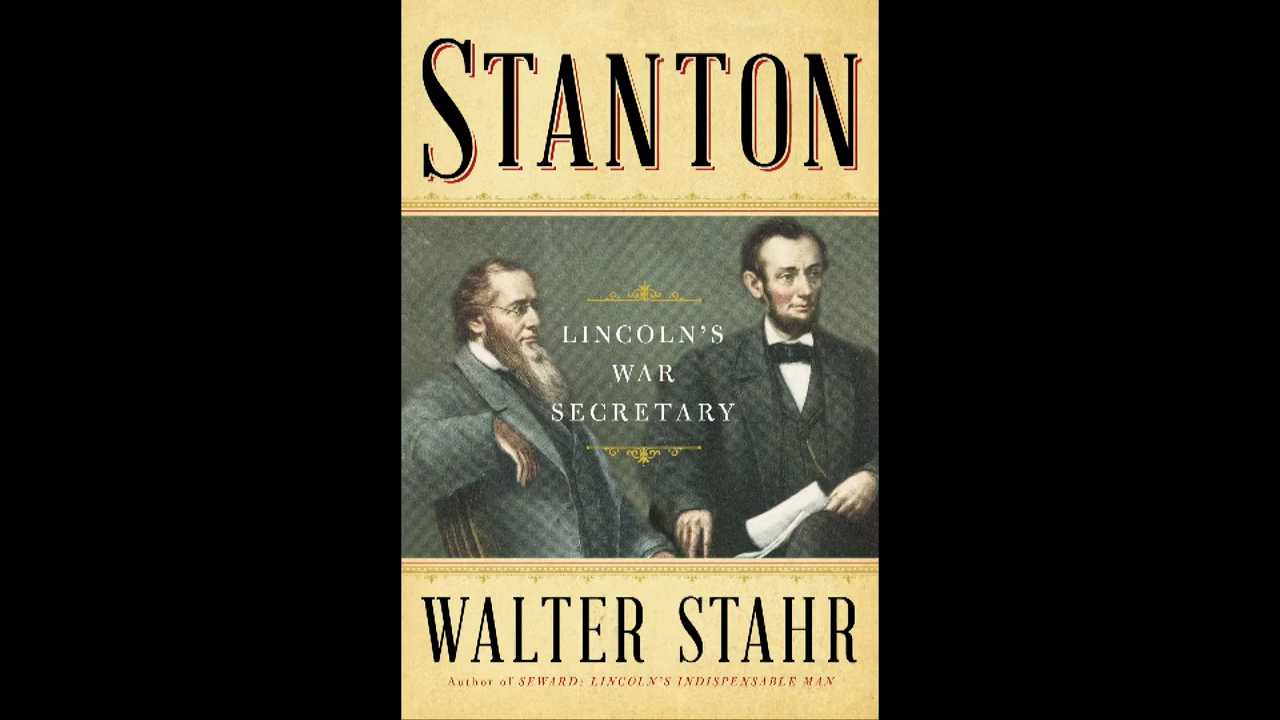 STANTON
LINCOLN'S
WAR
SECRETARY
WALTER STAHR
Author of SEWARD: LINCOLN'S INDISPENSABLE MAN